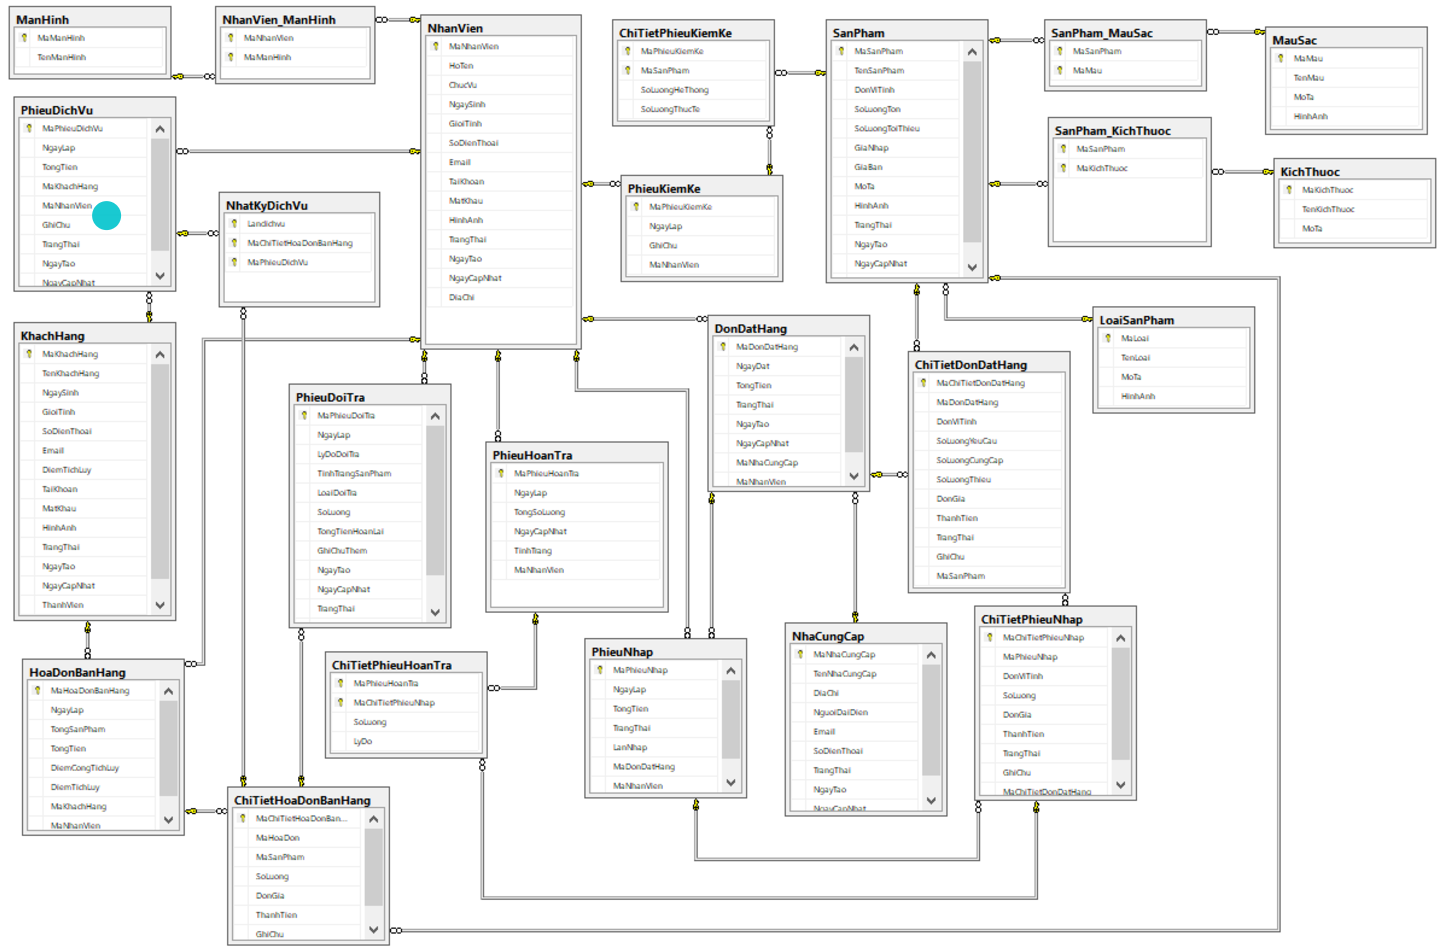 ManHinh
MaManHinh
TenManHinh
NhanVien_ManHinh
MaNhanVien
MaManHinh
NhanVien
MaNhanVien
HoTen
ChucVu
NgaySinh
GioiTinh
SoDienThoai
Email
TaiKhoan
MatKhau
HinhAnh
TrangThai
NgayTao
NgayCapNhat
DiaChi
ChiTietPhieuKiemKe
MaPhieuKiemKe
MaSanPham
SoLuongHeThong
SoLuongThucTe
SanPham
MaSanPham
TenSanPham
DonViTinh
SoLuongTon
SoLuongToiThieu
GiaNhap
GiaBan
MoTa
HinhAnh
TrangThai
NgayTao
NgayCapNhat
SanPham_MauSac
MaSanPham
MaMau
MauSac
MaMau
TenMau
MoTa
HinhAnh
PhieuDichVu
MaPhieuDichVu
NgayLap
TongTien
MaKhachHang
MaNhanVien
GhiChu
TrangThai
NgayTao
NgayCapNhat
SanPham_KichThuoc
MaSanPham
MaKichThuoc
KichThuoc
MaKichThuoc
TenKichThuoc
MoTa
NhatKyDichVu
Landichvu
MaChiTietHoaDonBanHang
MaPhieuDichVu
PhieuKiemKe
MaPhieuKiemKe
NgayLap
GhiChu
MaNhanVien
KhachHang
MaKhachHang
TenKhachHang
NgaySinh
GioiTinh
SoDienThoai
Email
DiemTichLuy
TaiKhoan
MatKhau
HinhAnh
TrangThai
NgayTao
NgayCapNhat
ThanhVien
DonDatHang
MaDonDatHang
NgayDat
TongTien
TrangThai
NgayTao
NgayCapNhat
MaNhaCungCap
MaNhanVien
LoaiSanPham
MaLoai
TenLoai
MoTa
HinhAnh
ChiTietDonDatHang
MaChiTietDonDatHang
MaDonDatHang
DonViTinh
SoLuongYeuCau
SoLuongCungCap
SoLuongThieu
DonGia
ThanhTien
TrangThai
GhiChu
MaSanPham
PhieuDoiTra
MaPhieuDoiTra
NgayLap
LyDoDoiTra
TinhTrangSanPham
LoaiDoiTra
SoLuong
TongTienHoanLai
GhiChuThem
NgayTao
NgayCapNhat
TrangThai
PhieuHoanTra
MaPhieuHoanTra
NgayLap
TongSoLuong
NgayCapNhat
TinhTrang
MaNhanVien
HoaDonBanHang
MaHoaDonBanHang
NgayLap
TongSanPham
TongTien
DiemCongTichLuy
DiemTichLuy
MaKhachHang
MaNhanVien
ChiTietPhieuHoanTra
MaPhieuHoanTra
MaChiTietPhieuNhap
SoLuong
LyDo
PhieuNhap
MaPhieuNhap
NgayLap
TongTien
TrangThai
LanNhap
MaDonDatHang
MaNhanVien
NhaCungCap
MaNhaCungCap
TenNhaCungCap
DiaChi
NguoiDaiDien
Email
SoDienThoai
TrangThai
NgayTao
NgayCapNhat
ChiTietPhieuNhap
MaChiTietPhieuNhap
MaPhieuNhap
DonViTinh
SoLuong
DonGia
ThanhTien
TrangThai
GhiChu
MaChiTietDonDatHang
ChiTietHoaDonBanHang
MaChiTietHoaDonBan...
MaHoaDon
MaSanPham
SoLuong
DonGia
ThanhTien
GhiChu